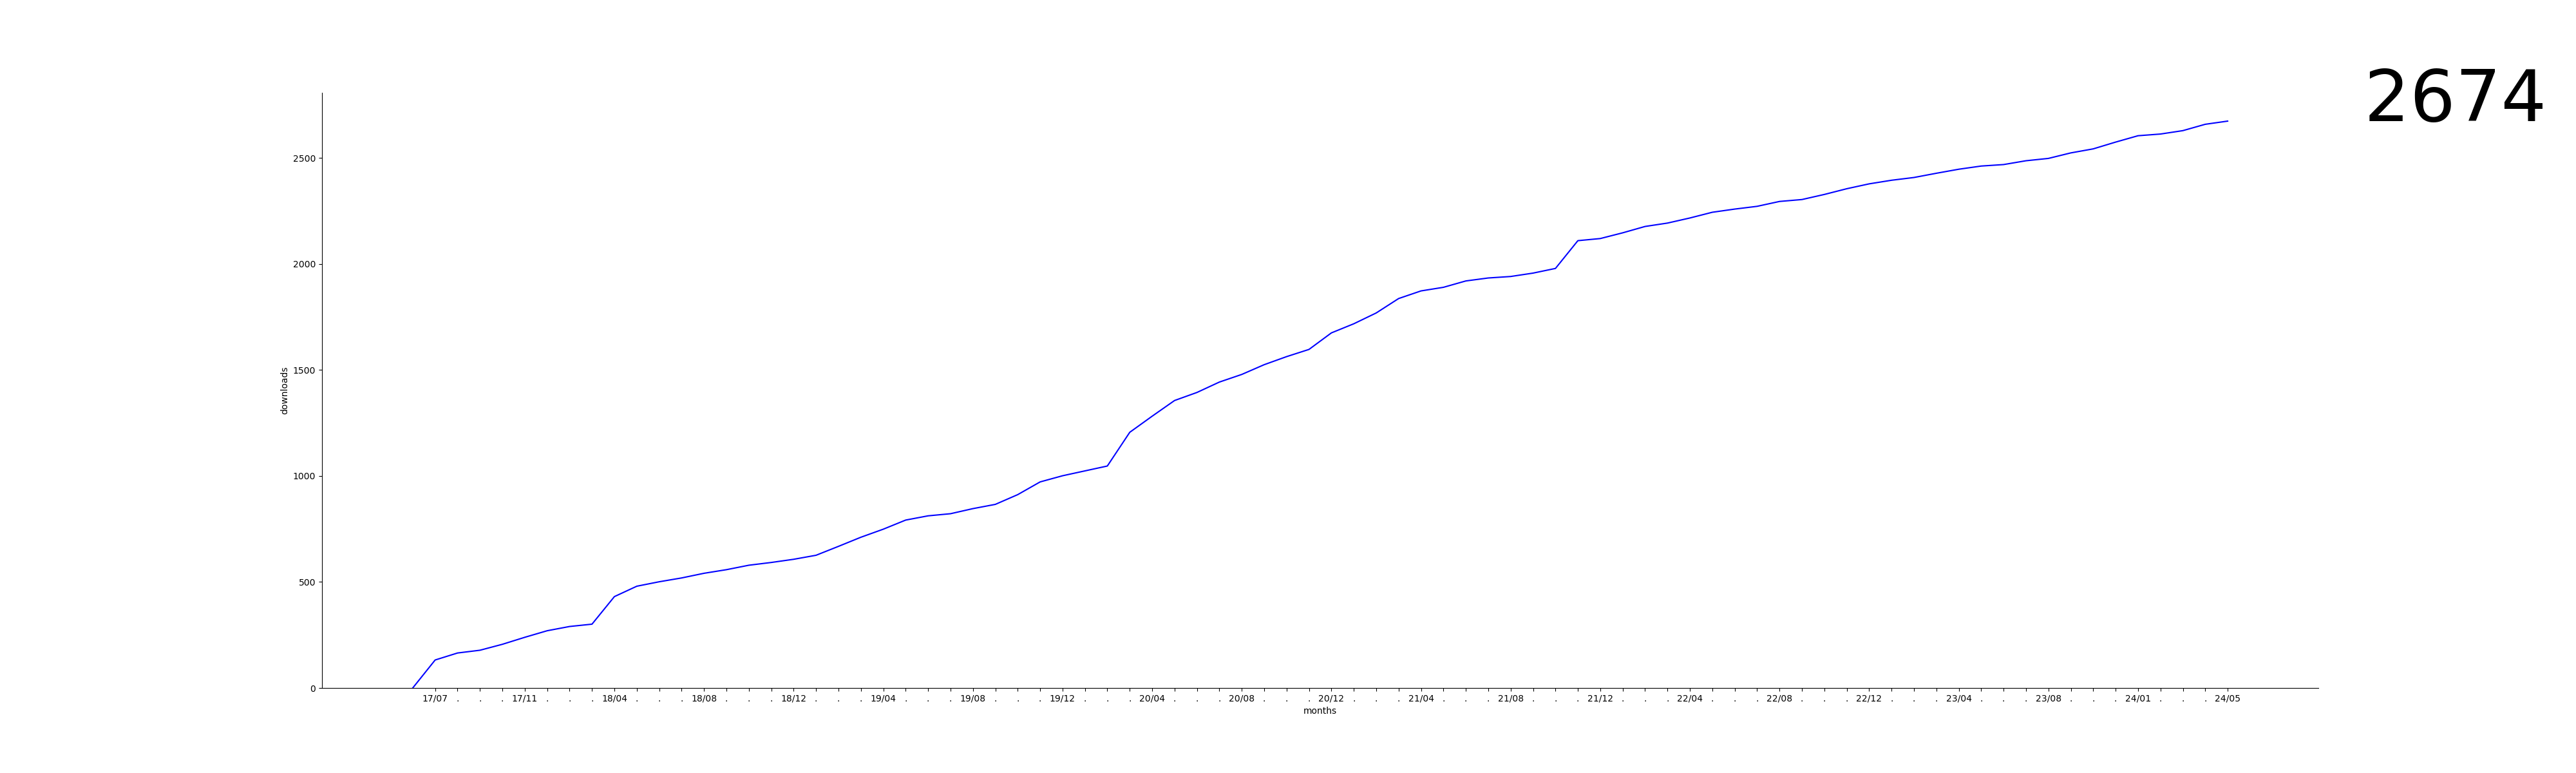 2674
2500
2000
1500
1000
500
0
downloads
17/07 . . . 17/11 . . . 18/04 . . . 18/08 . . . 18/12 . . . 19/04 . . . 19/08 . . . 19/12 . . . 20/04 . . . 20/08 . . . 20/12 . . . 21/04 . . . 21/08 . . . 21/12 . . . 22/04 . . . 22/08 . . . 22/12 . . . 23/04 . . . 23/08 . . . 24/01 . . . 24/05
months